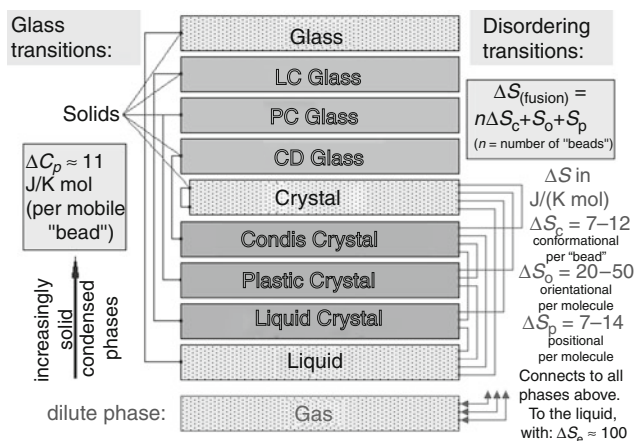 Glass
transitions:
Solids
ΔCp ≈ 11
J/K mol
(per mobile
"bead")
increasingly
solid
condensed
phases
dilute phase:
Glass
LC Glass
PC Glass
CD Glass
Crystal
Condis Crystal
Plastic Crystal
Liquid Crystal
Liquid
Gas
Disordering
transitions:
ΔS(fusion) =
nΔSc+So+Sp
(n = number of "beads")
ΔS in
J/(K mol)
ΔSc = 7–12
conformational
per “bead”
ΔSo = 20–50
orientational
per molecule
ΔSp = 7–14
positional
per molecule
Connects to all
phases above.
To the liquid,
with: ΔSe ≈ 100